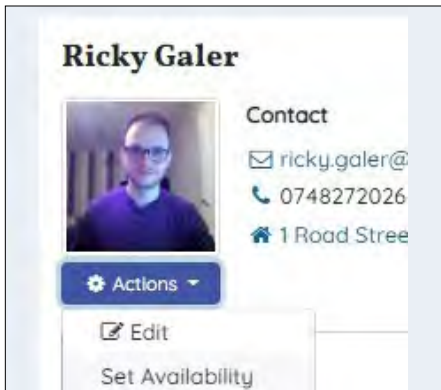 Ricky Galer
Contact
ricky.galer@
0748272026
1 Road Stree
Actions
Edit
Set Availability